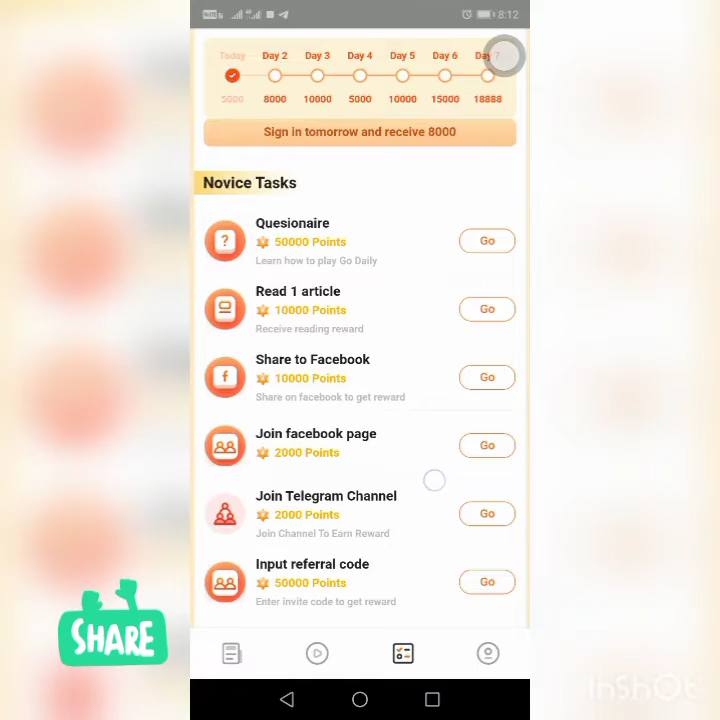 8:12
Today Day 2 Day 3 Day 4 Day 5 Day 6 Day 7
5000 8000 10000 5000 10000 15000 18888
Sign in tomorrow and receive 8000
Novice Tasks
Quesionaire
50000 Points
Go
Learn how to play Go Daily
Read 1 article
10000 Points
Go
Receive reading reward
Share to Facebook
10000 Points
Go
Share on facebook to get reward
Join facebook page
2000 Points
Go
Join Telegram Channel
2000 Points
Go
Join Channel To Earn Reward
Input referral code
50000 Points
Go
Enter invite code to get reward
SHARE
InShOt